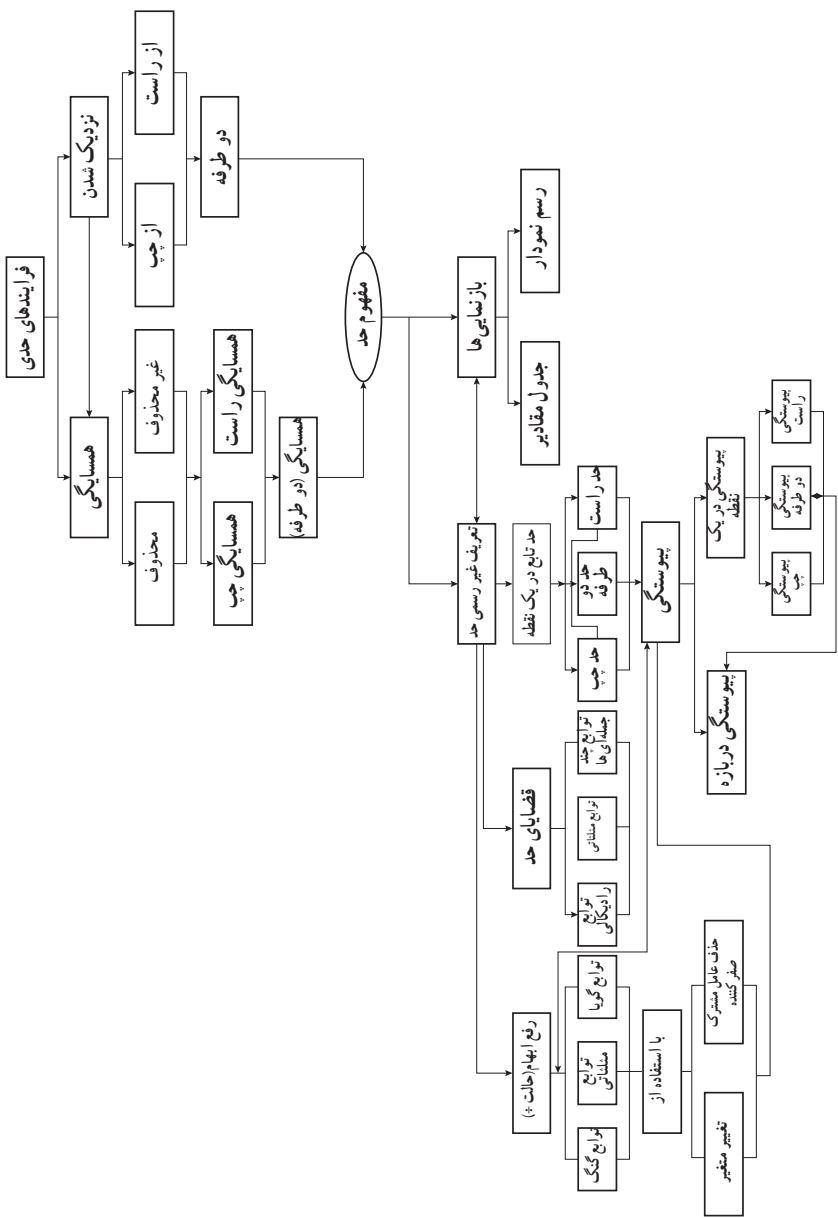 فرایندهای حدی
نزدیک شدن
همسایگی
از راست
از چپ
غیر محذوف
محذوف
دو طرفه
همسایگی راست
همسایگی چپ
همسایگی (دو طرفه)
مفهوم حد
بازنمایی‌ها
تعریف غیر رسمی حد
رسم نمودار
جدول مقادیر
حد تابع در یک نقطه
قضایای حد
رفع ابهام(حالت ÷)
حد راست
حد دو
طرفه
حد چپ
توابع چند
جمله‌ای ها
توابع مثلثاتی
توابع
رادیکالی
توابع گویا
توابع
مثلثاتی
توابع گنگ
پیوستگی
با استفاده از
پیوستگی در یک
نقطه
پیوستگی دربازه
حذف عامل مشترک
صفر کننده
تغییر متغیر
پیوستگی
راست
پیوستگی
دو طرفه
پیوستگی
چپ